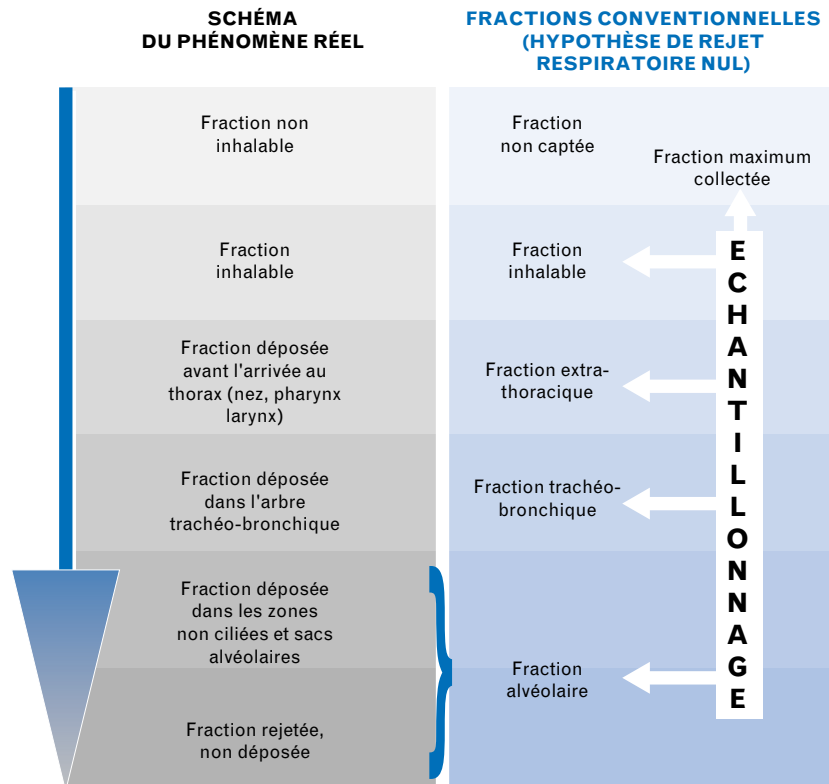 SCHÉMA
DU PHÉNOMÈNE RÉEL
FRACTIONS CONVENTIONNELLES
(HYPOTHÈSE DE REJET
RESPIRATOIRE NUL)
Fraction non
inhalable
Fraction
non captée
Fraction maximum
collectée
Fraction
inhalable
Fraction
inhalable
Fraction déposée
avant l'arrivée au
thorax (nez, pharynx
larynx)
Fraction extra-
thoracique
Fraction déposée
dans l'arbre
trachéo-bronchique
Fraction trachéo-
bronchique
Fraction déposée
dans les zones
non ciliées et sacs
alvéolaires
Fraction rejetée,
non déposée
Fraction
alvéolaire
ECHANTILLONNAGE